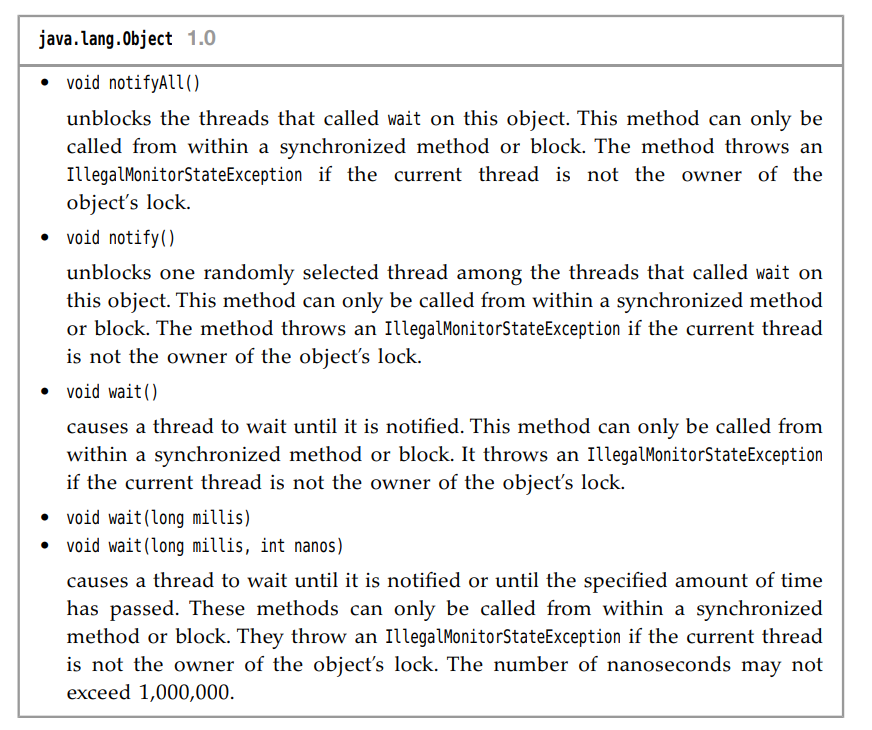 java.lang.Object 1.0
• void notifyAll()
unblocks the threads that called wait on this object. This method can only be
called from within a synchronized method or block. The method throws an
IllegalMonitorStateException if the current thread is not the owner of the
object’s lock.
• void notify()
unblocks one randomly selected thread among the threads that called wait on
this object. This method can only be called from within a synchronized method
or block. The method throws an IllegalMonitorStateException if the current thread
is not the owner of the object’s lock.
• void wait()
causes a thread to wait until it is notified. This method can only be called from
within a synchronized method or block. It throws an IllegalMonitorStateException
if the current thread is not the owner of the object’s lock.
• void wait(long millis)
• void wait(long millis, int nanos)
causes a thread to wait until it is notified or until the specified amount of time
has passed. These methods can only be called from within a synchronized
method or block. They throw an IllegalMonitorStateException if the current thread
is not the owner of the object’s lock. The number of nanoseconds may not
exceed 1,000,000.